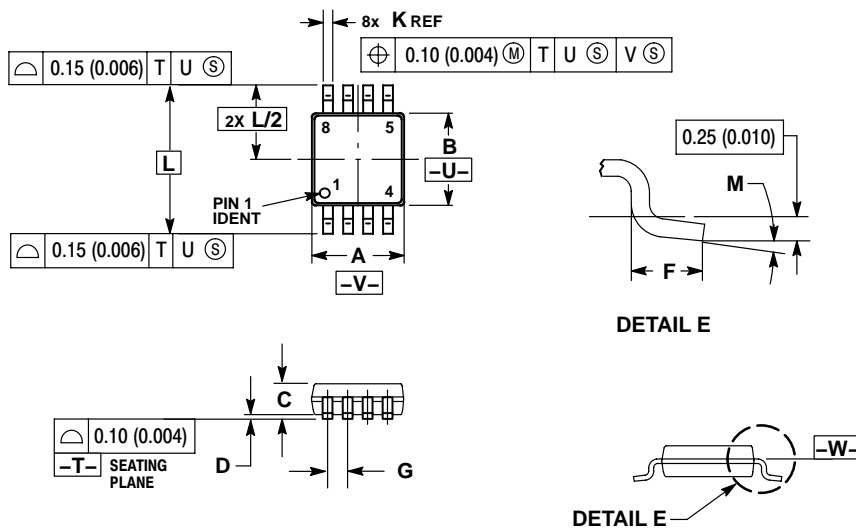 8x K REF
⌖ 0.10 (0.004) Ⓜ T U Ⓢ V Ⓢ
⌓ 0.15 (0.006) T U Ⓢ
2X L/2
8 5
B
–U–
L
0.25 (0.010)
M
PIN 1
IDENT
1 4
⌓ 0.15 (0.006) T U Ⓢ
A
–V–
F
DETAIL E
C
⌓ 0.10 (0.004)
–T– SEATING
PLANE
D
G
–W–
DETAIL E